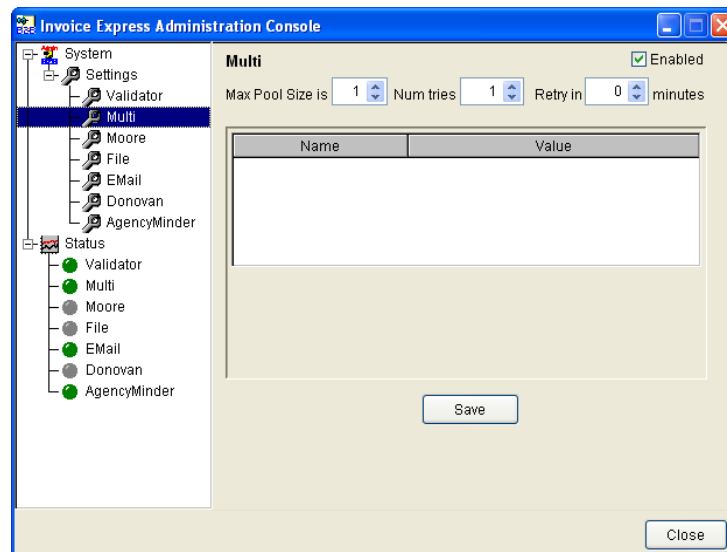 Invoice Express Administration Console
System
Settings
Validator
Multi
Moore
File
EMail
Donovan
AgencyMinder
Status
Validator
Multi
Moore
File
EMail
Donovan
AgencyMinder
Multi
Enabled
Max Pool Size is 1 Num tries 1 Retry in 0 minutes
Name Value
Save
Close